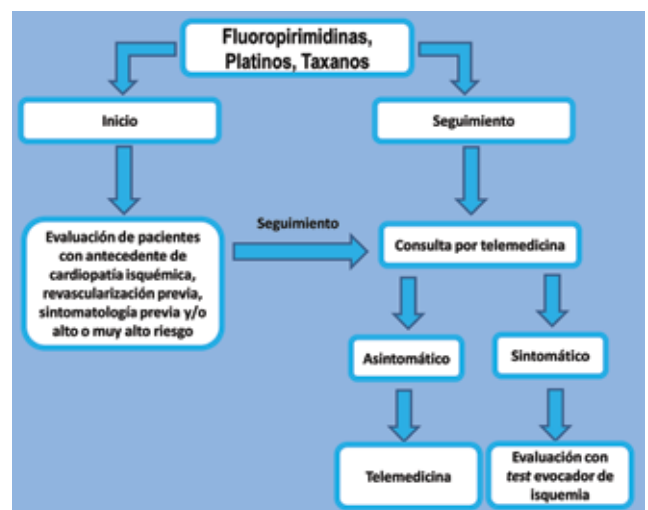 Fluoropirimidinas,
Platinos, Taxanos
Inicio
Seguimiento
Evaluación de pacientes
con antecedente de
cardiopatía isquémica,
revascularización previa,
sintomatología previa y/o
alto o muy alto riesgo
Seguimiento
Consulta por telemedicina
Asintomático
Sintomático
Telemedicina
Evaluación con
test evocador de
isquemia